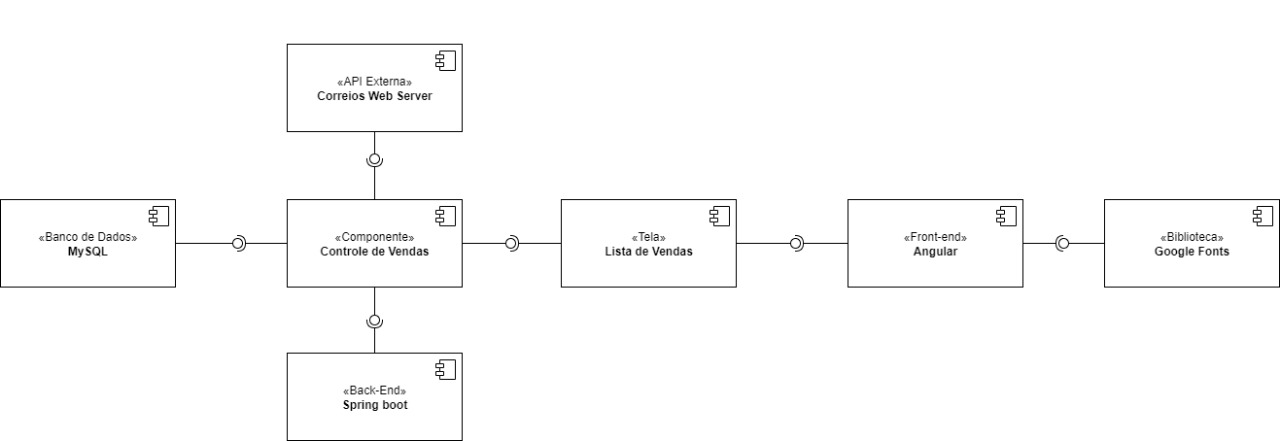 «API Externa»
Correios Web Server
«Banco de Dados»
MySQL
«Componente»
Controle de Vendas
«Tela»
Lista de Vendas
«Front-end»
Angular
«Biblioteca»
Google Fonts
«Back-End»
Spring boot